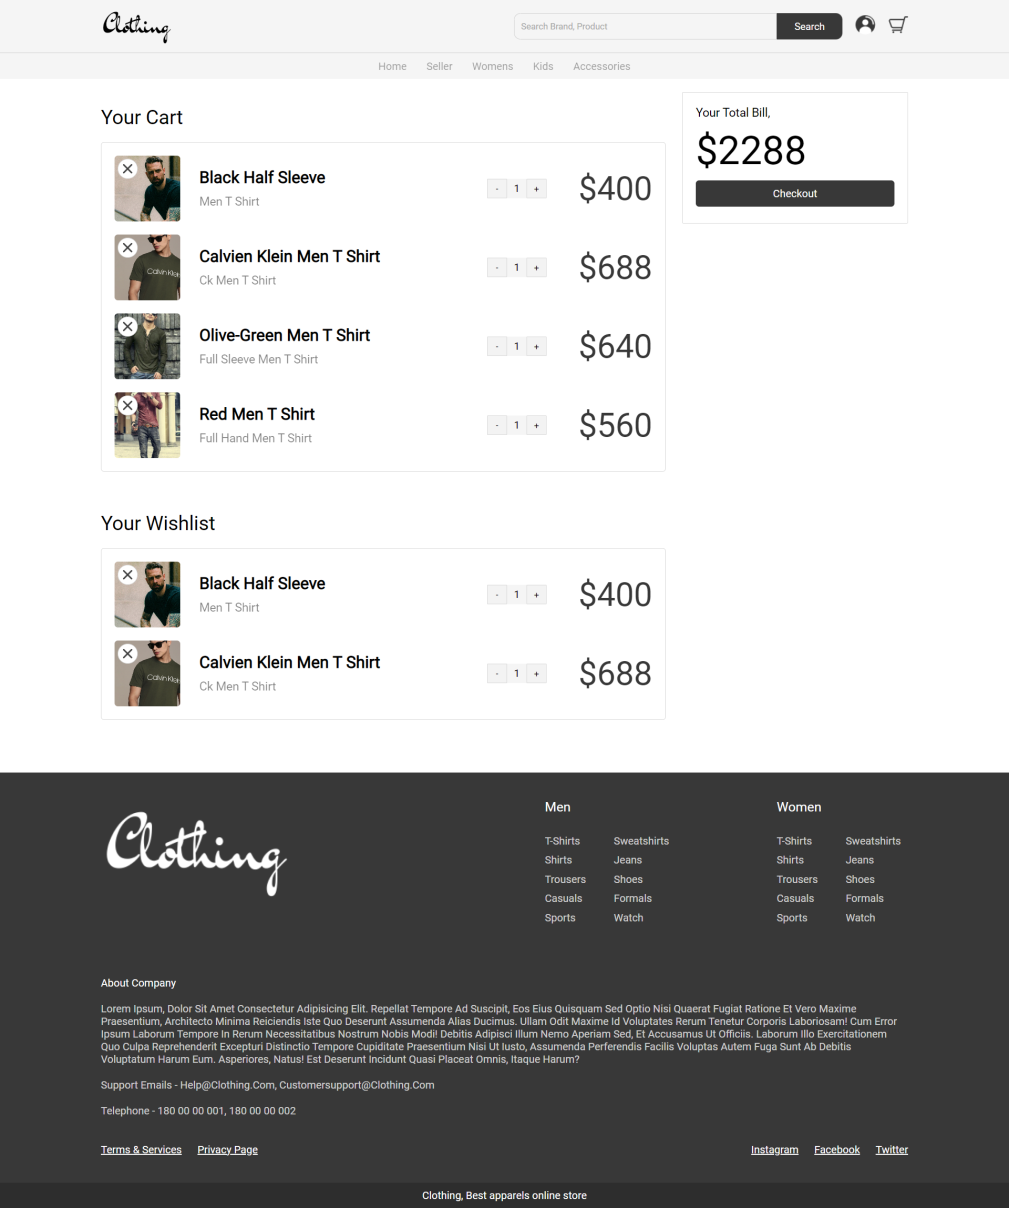 Clothing
Search Brand, Product
Search
Home Seller Womens Kids Accessories
Your Cart
Black Half Sleeve
Men T Shirt
- 1 +
$400
Calvin Klein
Calvien Klein Men T Shirt
Ck Men T Shirt
- 1 +
$688
Olive-Green Men T Shirt
Full Sleeve Men T Shirt
- 1 +
$640
Red Men T Shirt
Full Hand Men T Shirt
- 1 +
$560
Your Total Bill,
$2288
Checkout
Your Wishlist
Black Half Sleeve
Men T Shirt
- 1 +
$400
Calvin Klein
Calvien Klein Men T Shirt
Ck Men T Shirt
- 1 +
$688
Clothing
Men
T-Shirts Sweatshirts
Shirts Jeans
Trousers Shoes
Casuals Formals
Sports Watch
Women
T-Shirts Sweatshirts
Shirts Jeans
Trousers Shoes
Casuals Formals
Sports Watch
About Company
Lorem Ipsum, Dolor Sit Amet Consectetur Adipisicing Elit. Repellat Tempore Ad Suscipit, Eos Eius Quisquam Sed Optio Nisi Quaerat Fugiat Ratione Et Vero Maxime
Praesentium, Architecto Minima Reiciendis Iste Quo Deserunt Assumenda Alias Ducimus. Ullam Odit Maxime Id Voluptates Rerum Tenetur Corporis Laboriosam! Cum Error
Ipsum Laborum Tempore In Rerum Necessitatibus Nostrum Nobis Modi! Debitis Adipisci Illum Nemo Aperiam Sed, Et Accusamus Ut Officiis. Laborum Illo Exercitationem
Quo Culpa Reprehenderit Excepturi Distinctio Tempore Cupiditate Praesentium Nisi Ut Iusto, Assumenda Perferendis Facilis Voluptas Autem Fuga Sunt Ab Debitis
Voluptatum Harum Eum. Asperiores, Natus! Est Deserunt Incidunt Quasi Placeat Omnis, Itaque Harum?
Support Emails - Help@Clothing.Com, Customersupport@Clothing.Com
Telephone - 180 00 00 001, 180 00 00 002
Terms & Services Privacy Page
Instagram Facebook Twitter
Clothing, Best apparels online store